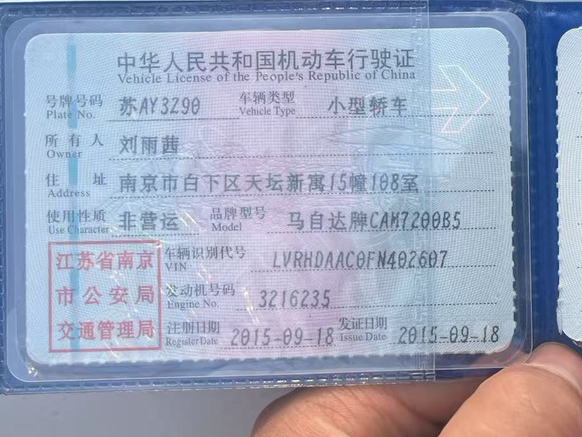 中华人民共和国机动车行驶证
Vehicle License of the People's Republic of China
号牌号码 苏AY3Z90 车辆类型 小型轿车
Plate No. Vehicle Type
所有人 刘雨茜
Owner
住址 南京市白下区天坛新寓15幢108室
Address
使用性质 非营运 品牌型号 马自达牌CAM7200B5
Use Character Model
江苏省南京
市公安局
交通管理局
车辆识别代号 LVRHDAAC0FN402607
VIN
发动机号码 3216235
Engine No.
注册日期 2015-09-18 发证日期 2015-09-18
Register Date Issue Date